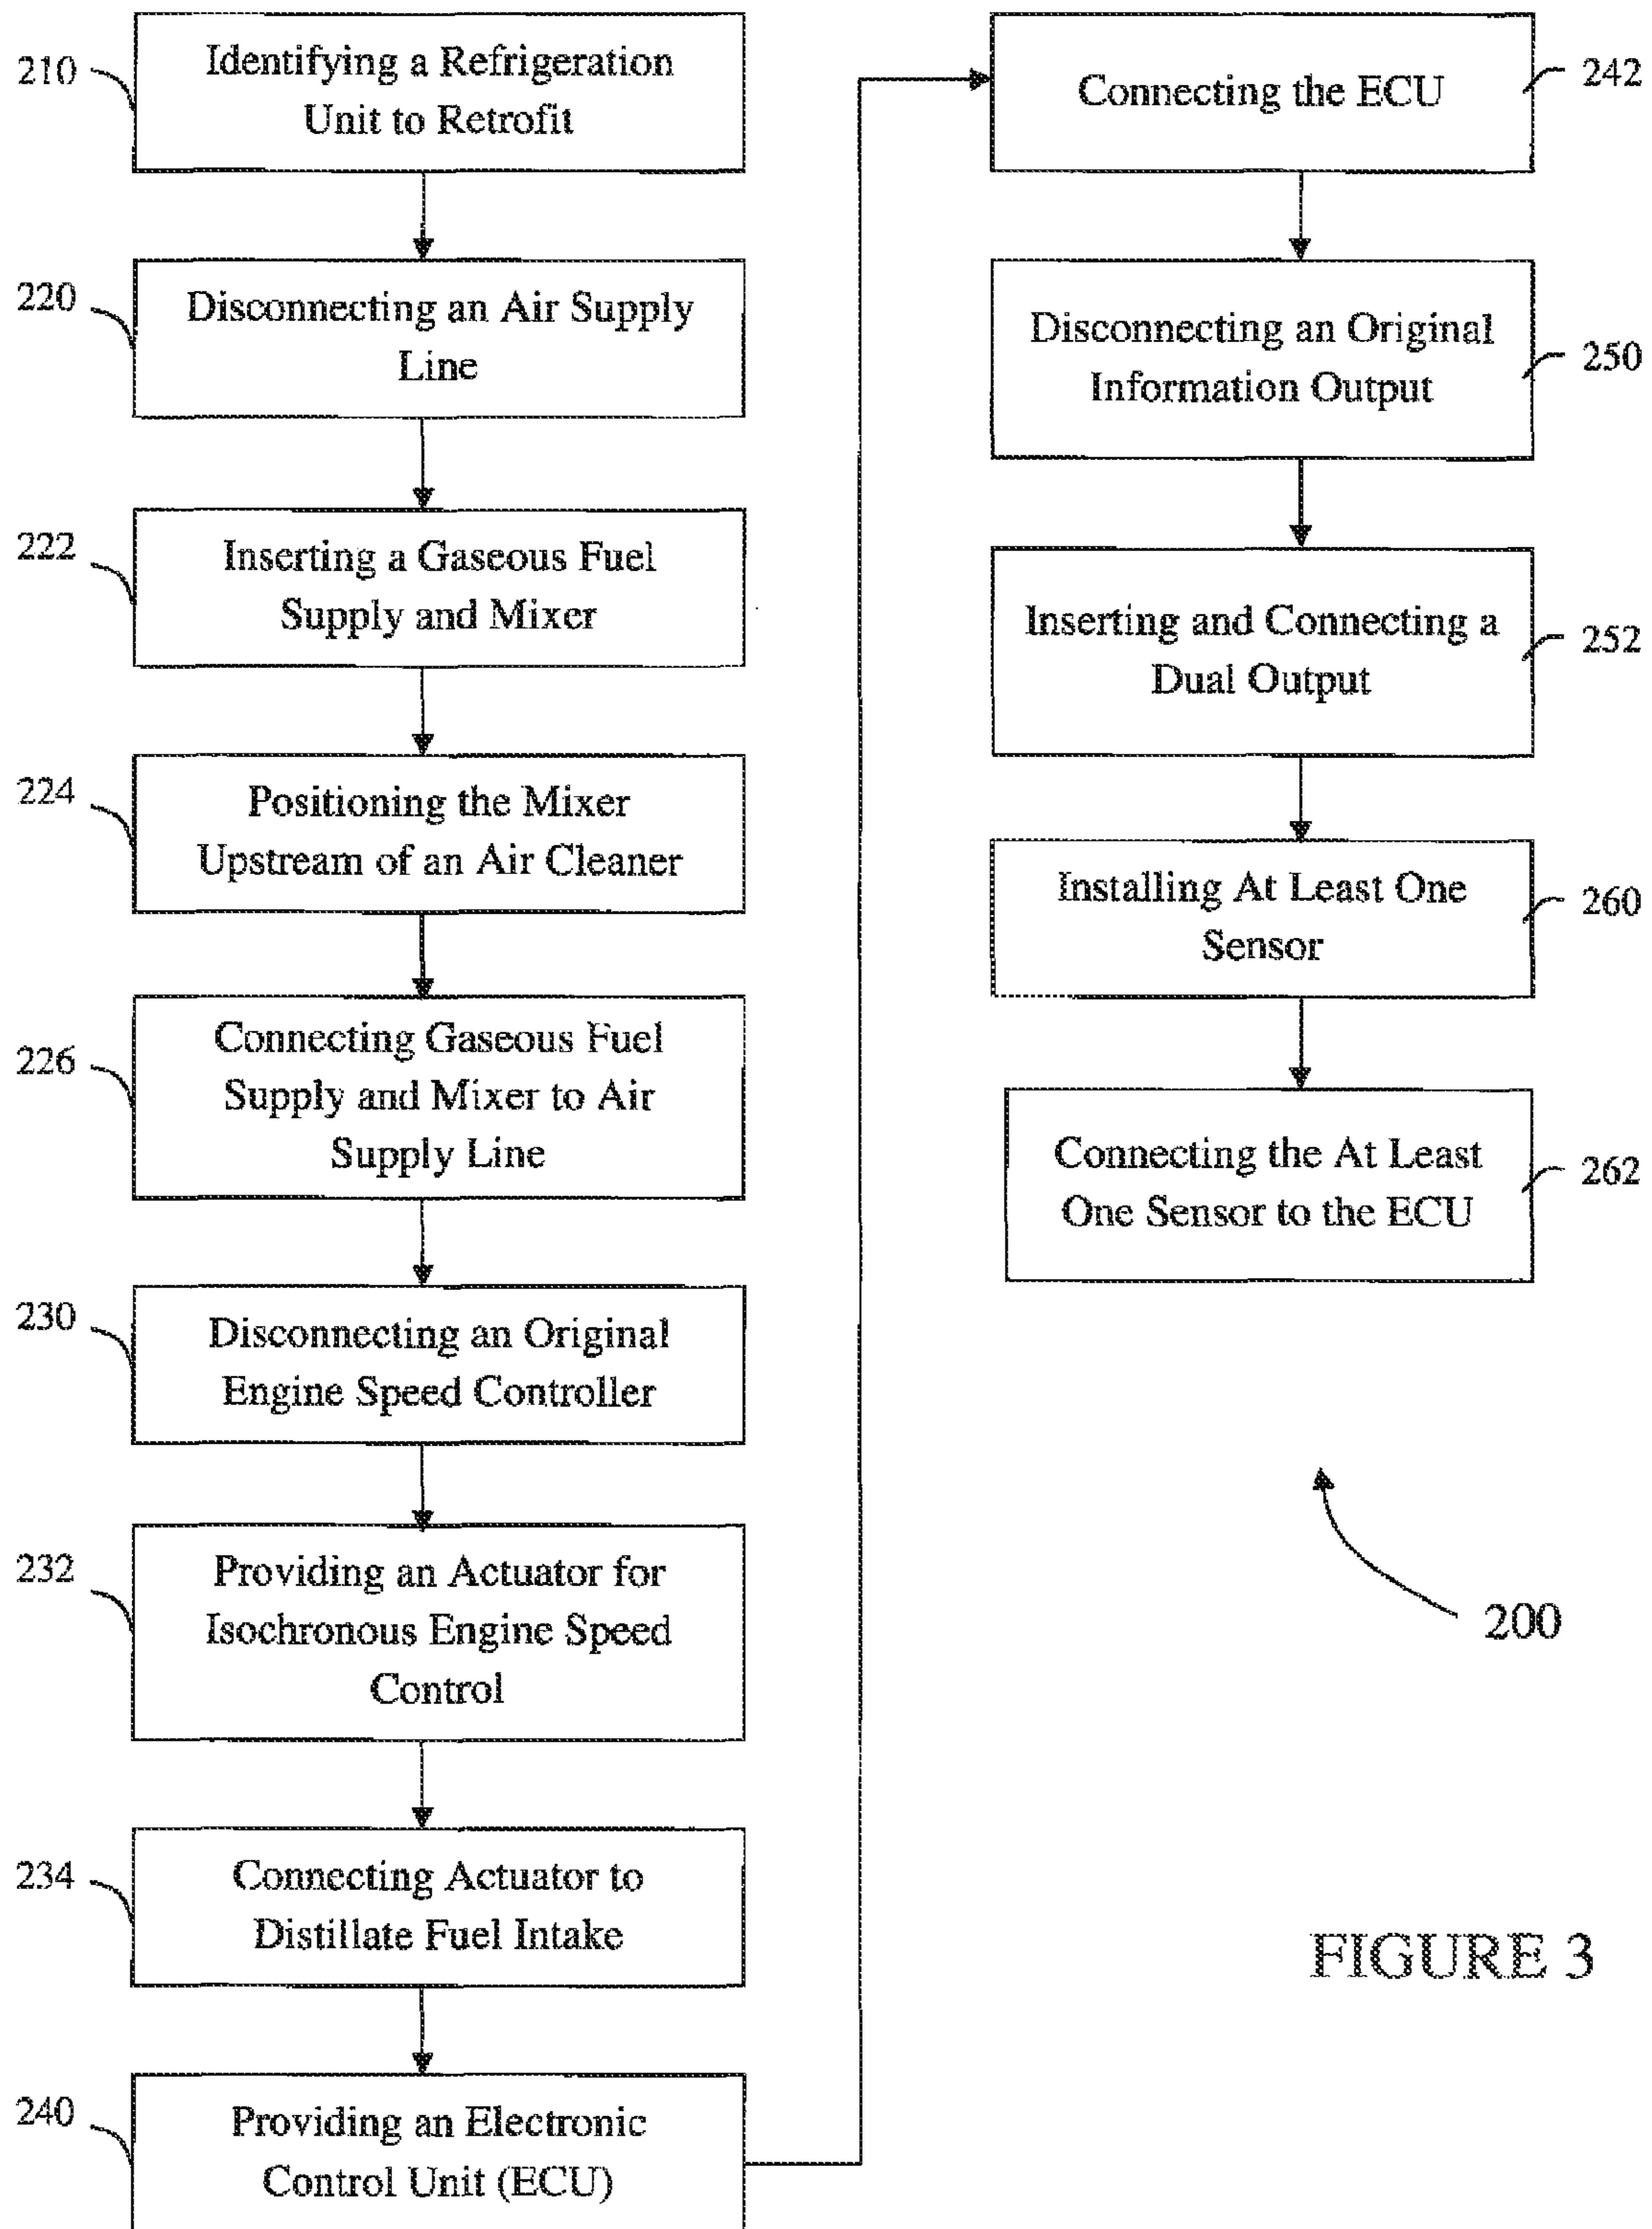 210
Identifying a Refrigeration
Unit to Retrofit
220
Disconnecting an Air Supply
Line
222
Inserting a Gaseous Fuel
Supply and Mixer
224
Positioning the Mixer
Upstream of an Air Cleaner
226
Connecting Gaseous Fuel
Supply and Mixer to Air
Supply Line
230
Disconnecting an Original
Engine Speed Controller
232
Providing an Actuator for
Isochronous Engine Speed
Control
234
Connecting Actuator to
Distillate Fuel Intake
240
Providing an Electronic
Control Unit (ECU)
Connecting the ECU
242
Disconnecting an Original
Information Output
250
Inserting and Connecting a
Dual Output
252
Installing At Least One
Sensor
260
Connecting the At Least
One Sensor to the ECU
262
200
FIGURE 3